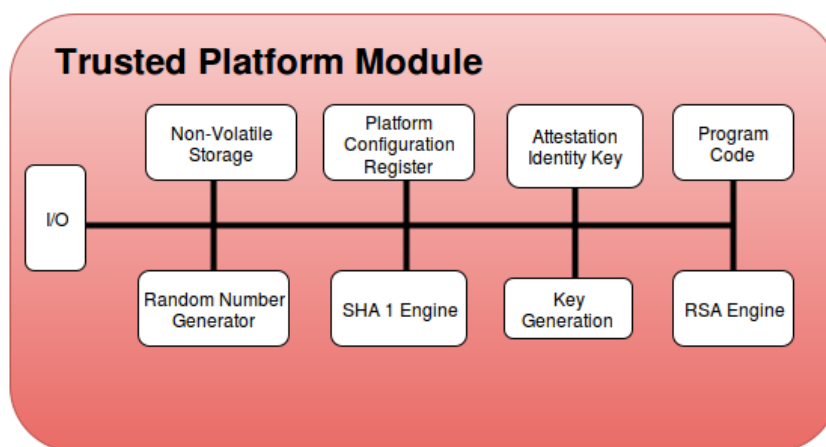 Trusted Platform Module
Non-Volatile
Storage
Platform
Configuration
Register
Attestation
Identity Key
Program
Code
I/O
Random Number
Generator
SHA 1 Engine
Key
Generation
RSA Engine